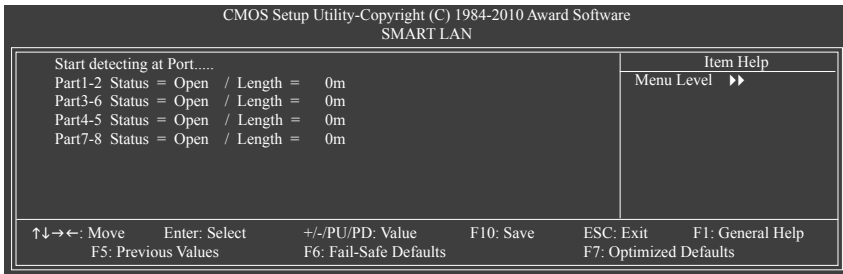 CMOS Setup Utility-Copyright (C) 1984-2010 Award Software
SMART LAN
Start detecting at Port.....
Part1-2 Status = Open / Length = 0m
Part3-6 Status = Open / Length = 0m
Part4-5 Status = Open / Length = 0m
Part7-8 Status = Open / Length = 0m
Item Help
Menu Level ▶▶
↑↓→←: Move Enter: Select +/-/PU/PD: Value F10: Save ESC: Exit F1: General Help
F5: Previous Values F6: Fail-Safe Defaults F7: Optimized Defaults